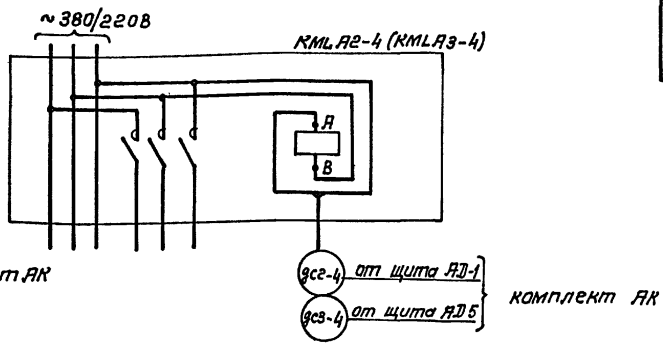 ~380/220В
КМLА2-4 (КМLА3-4)
А
В
т АК
дс2-4 от щита АД-1
дс3-4 от щита АД5
комплект АК